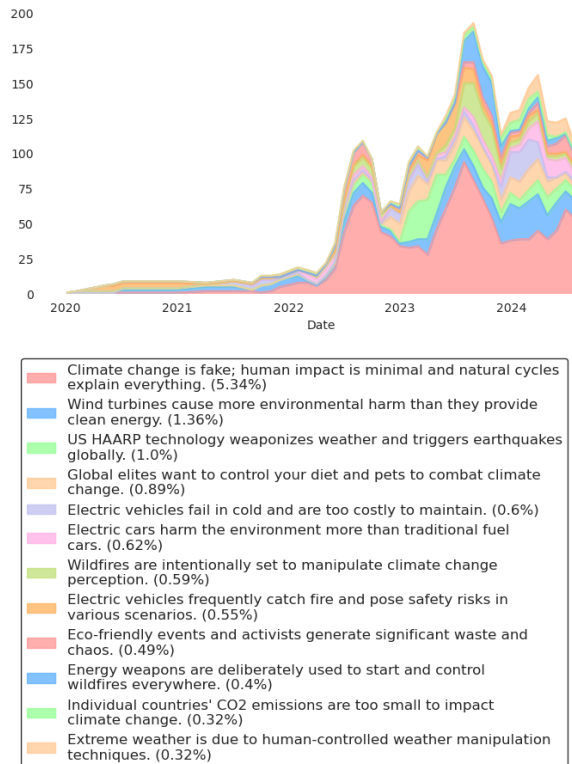 200
175
150
125
100
75
50
25
0
2020 2021 2022 2023 2024
Date
Climate change is fake; human impact is minimal and natural cycles
explain everything. (5.34%)
Wind turbines cause more environmental harm than they provide
clean energy. (1.36%)
US HAARP technology weaponizes weather and triggers earthquakes
globally. (1.0%)
Global elites want to control your diet and pets to combat climate
change. (0.89%)
Electric vehicles fail in cold and are too costly to maintain. (0.6%)
Electric cars harm the environment more than traditional fuel
cars. (0.62%)
Wildfires are intentionally set to manipulate climate change
perception. (0.59%)
Electric vehicles frequently catch fire and pose safety risks in
various scenarios. (0.55%)
Eco-friendly events and activists generate significant waste and
chaos. (0.49%)
Energy weapons are deliberately used to start and control
wildfires everywhere. (0.4%)
Individual countries' CO2 emissions are too small to impact
climate change. (0.32%)
Extreme weather is due to human-controlled weather manipulation
techniques. (0.32%)